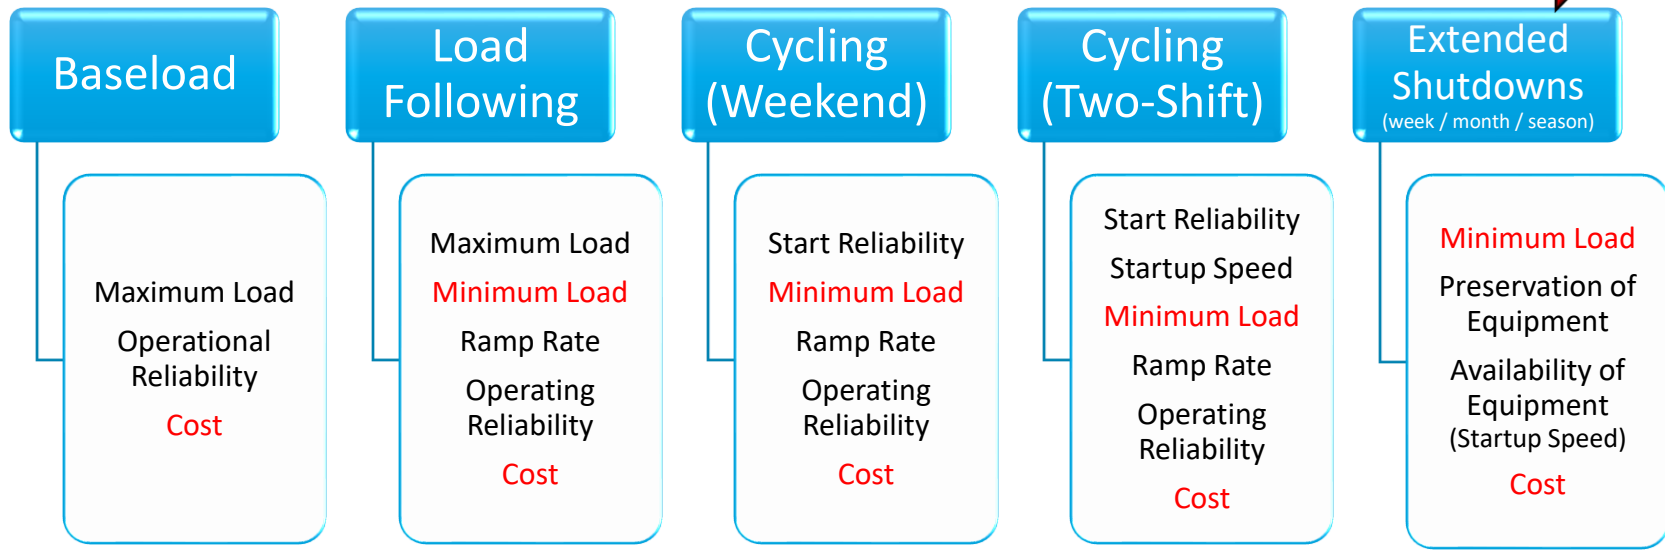 Baseload
Maximum Load
Operational
Reliability
Cost
Load
Following
Maximum Load
Minimum Load
Ramp Rate
Operating
Reliability
Cost
Cycling
(Weekend)
Start Reliability
Minimum Load
Ramp Rate
Operating
Reliability
Cost
Cycling
(Two-Shift)
Start Reliability
Startup Speed
Minimum Load
Ramp Rate
Operating
Reliability
Cost
Extended
Shutdowns
(week / month / season)
Minimum Load
Preservation of
Equipment
Availability of
Equipment
(Startup Speed)
Cost